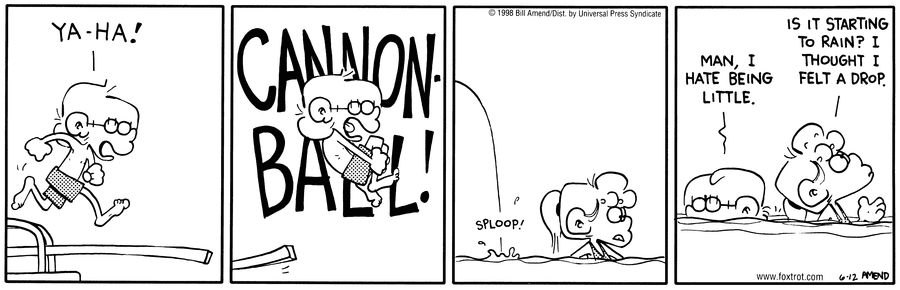 YA-HA!
CANNON-
BALL!
© 1998 Bill Amend/Dist. by Universal Press Syndicate
SPLOOP!
MAN, I
HATE BEING
LITTLE.
IS IT STARTING
TO RAIN? I
THOUGHT I
FELT A DROP.
www.foxtrot.com
6-12 AMEND